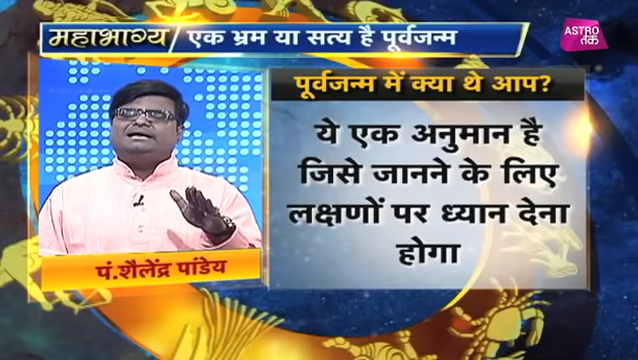 महाभाग्य एक भ्रम या सत्य है पूर्वजन्म
ASTRO
तक
पूर्वजन्म में क्या थे आप?
ये एक अनुमान है
जिसे जानने के लिए
लक्षणों पर ध्यान देना
होगा
पं.शैलेंद्र पांडेय